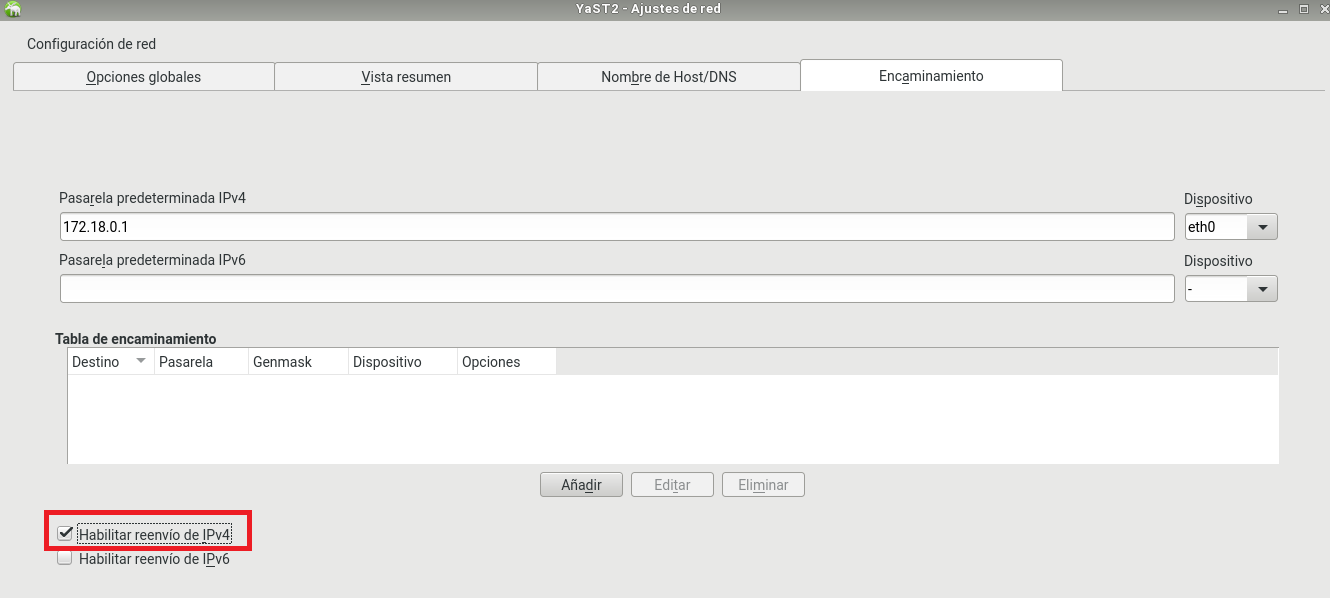 YaST2 - Ajustes de red
Configuración de red
Opciones globales
Vista resumen
Nombre de Host/DNS
Encaminamiento
Pasarela predeterminada IPv4
Dispositivo
172.18.0.1
eth0
Pasarela predeterminada IPv6
Dispositivo
-
Tabla de encaminamiento
Destino
Pasarela
Genmask
Dispositivo
Opciones
Añadir
Editar
Eliminar
Habilitar reenvío de IPv4
Habilitar reenvío de IPv6